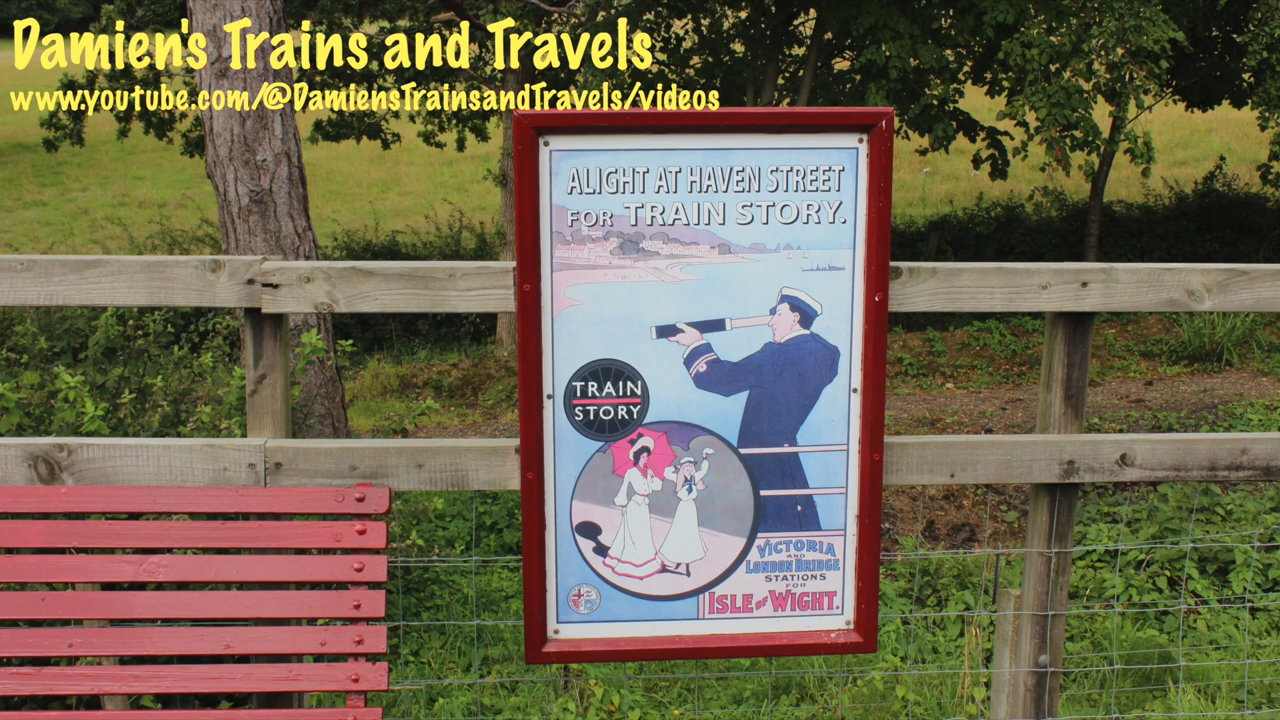 Damien's Trains and Travels
www.youtube.com/@DamiensTrainsandTravels/videos
ALIGHT AT HAVEN STREET
FOR TRAIN STORY.
TRAIN
STORY
VICTORIA
AND
LONDON BRIDGE
STATIONS
FOR
ISLE OF WIGHT.